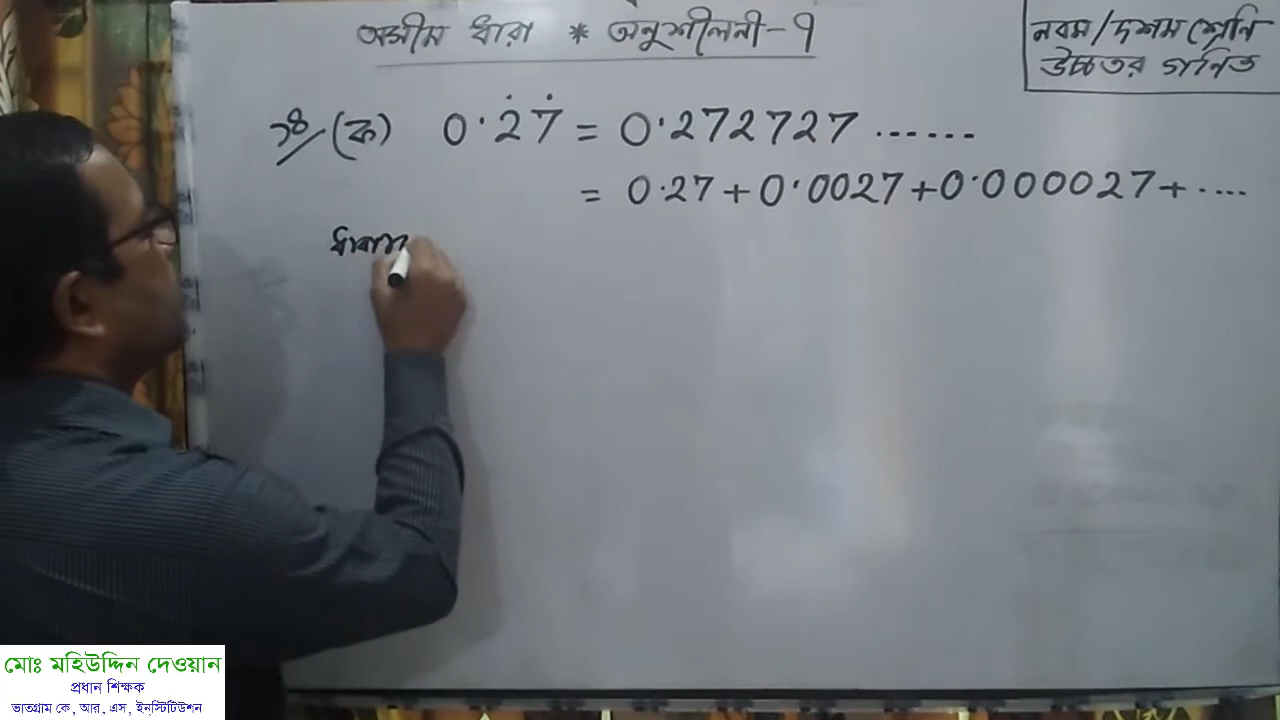 অসীম ধারা * অনুশীলনী-৭
নবম/দশম শ্রেনি
উচ্চতর গনিত
১৪/ (ক) 0.2̇7̇ = 0.272727 ......
= 0.27 + 0.0027 + 0.000027 + ....
ধারাম
মোঃ মহিউদ্দিন দেওয়ান
প্রধান শিক্ষক
ভাতগ্রাম কে, আর, এস, ইনস্টিটিউশন